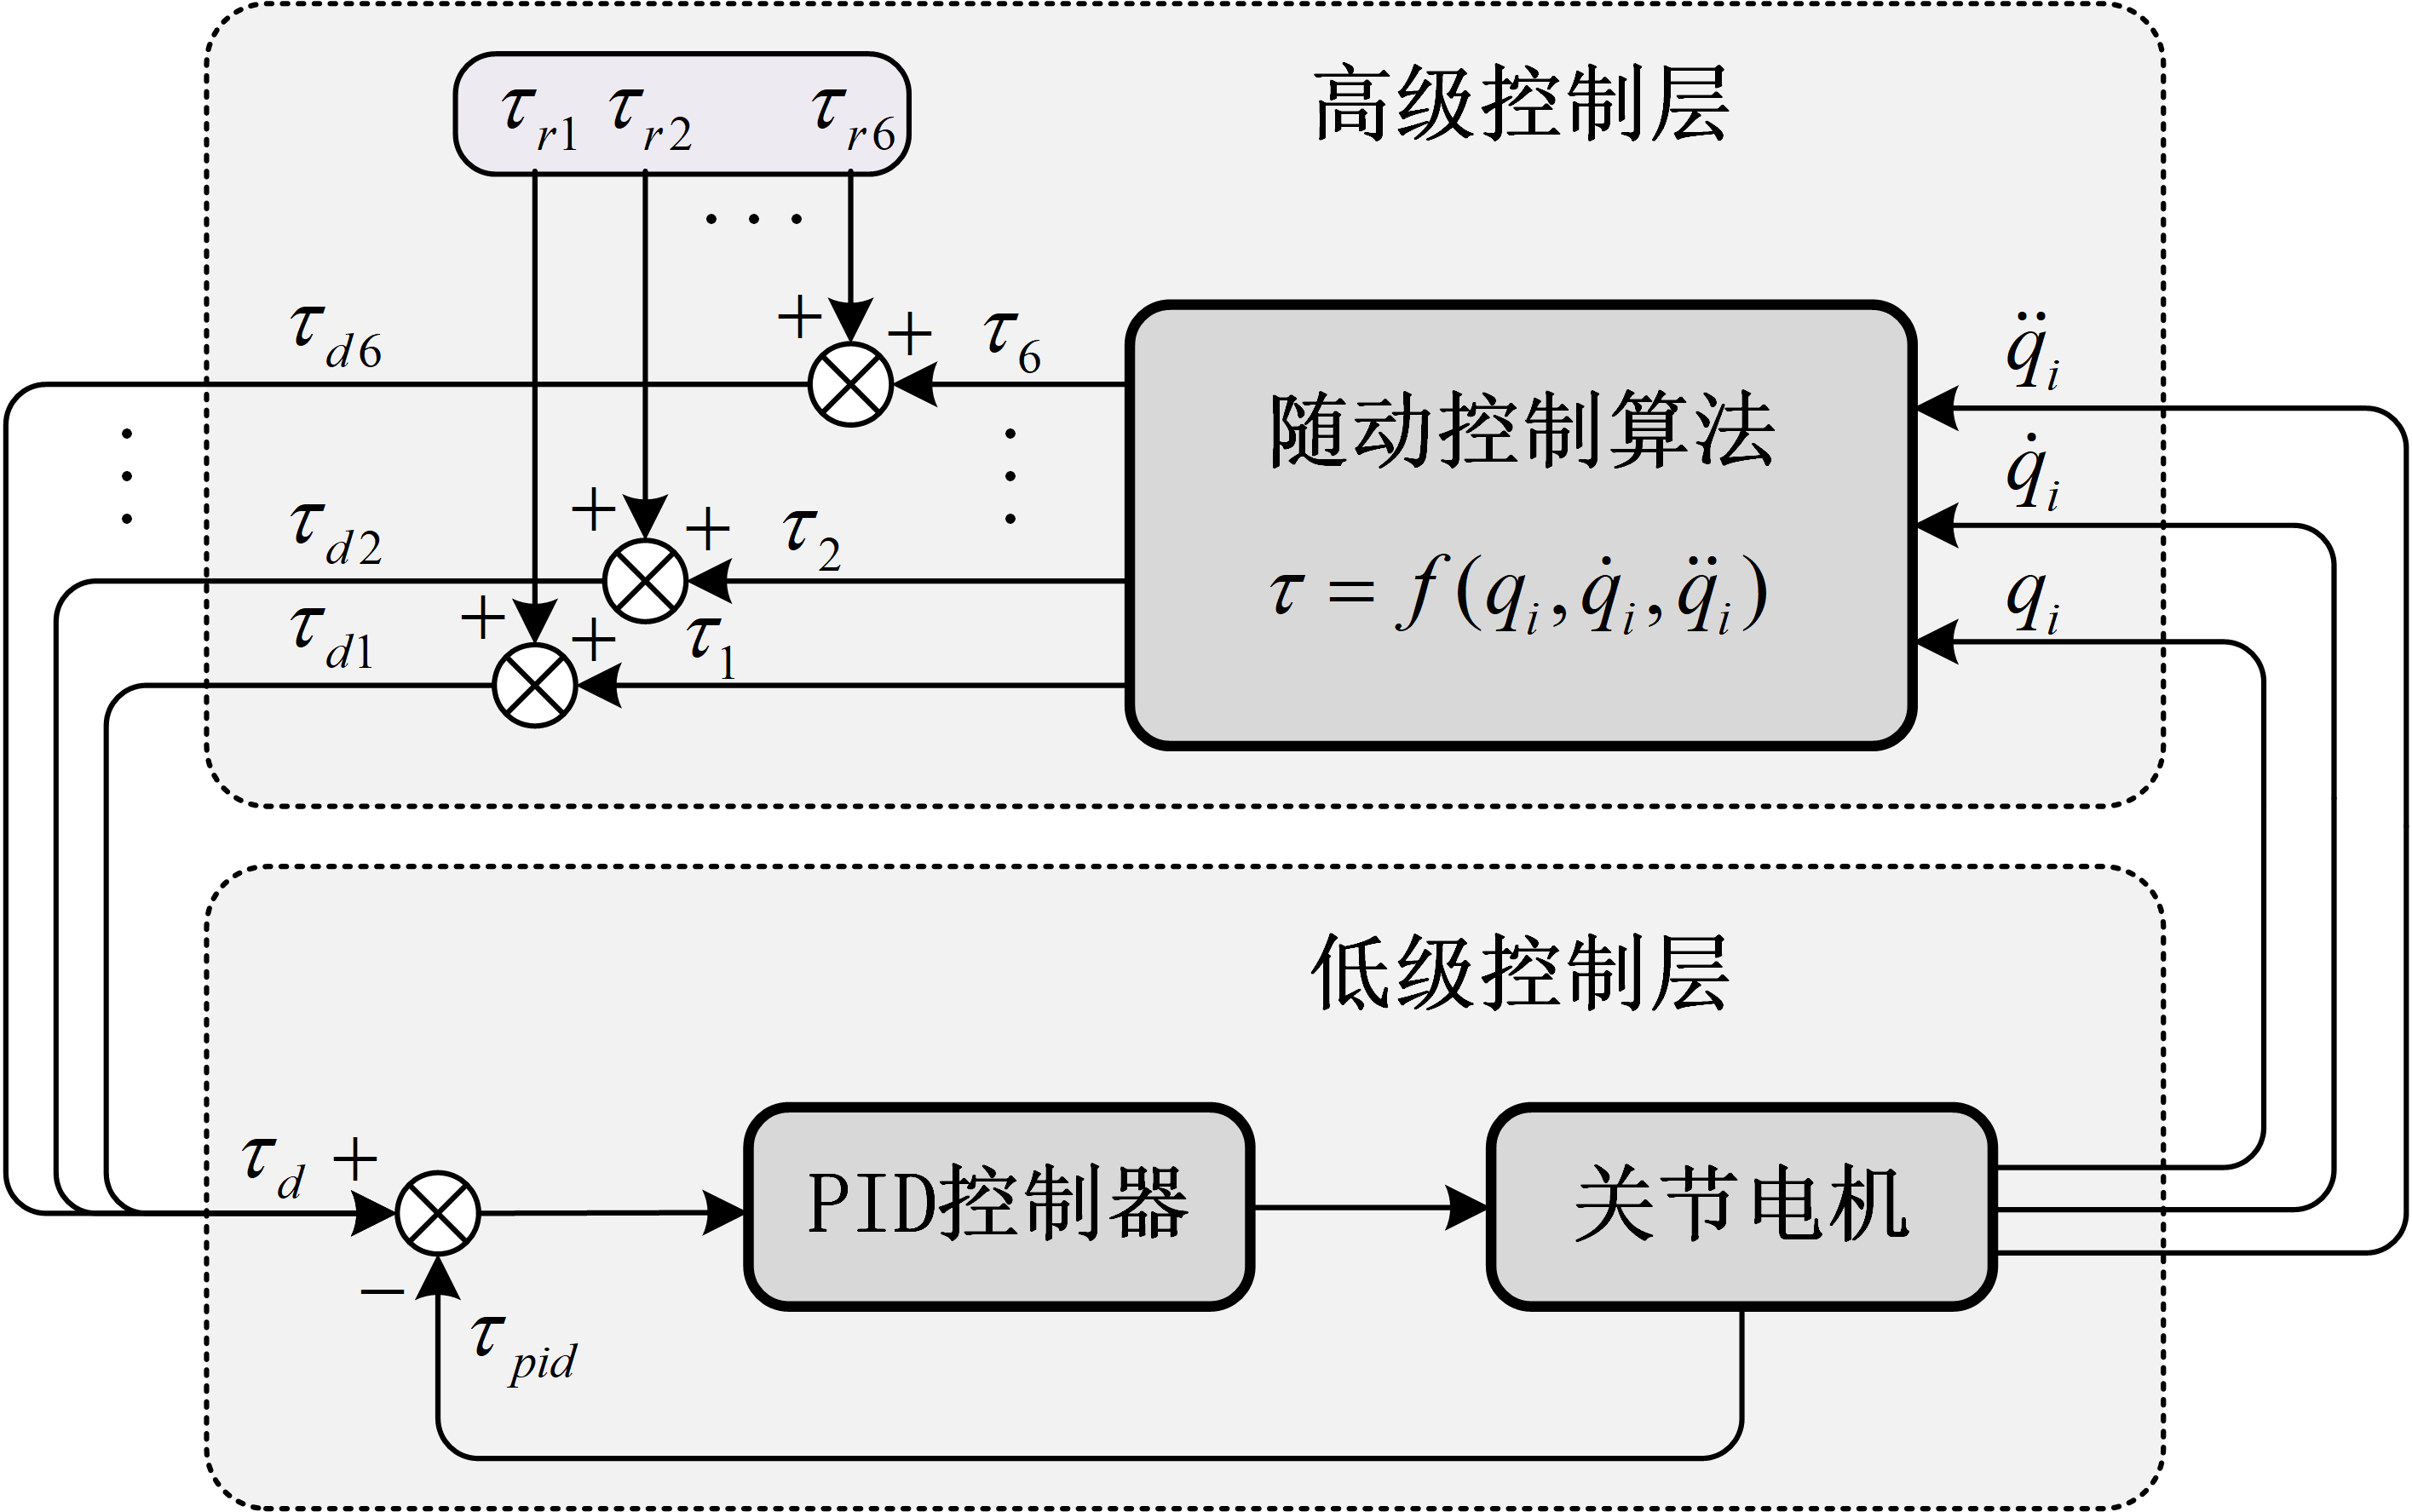 高级控制层
τr1 τr2 τr6
· · ·
+ + τ6
τd6
q̈i
随动控制算法
q̇i
+ + τ2
τd2
τ = f(qi, q̇i, q̈i)
qi
+ + τ1
τd1
低级控制层
τd +
PID控制器
关节电机
−
τpid